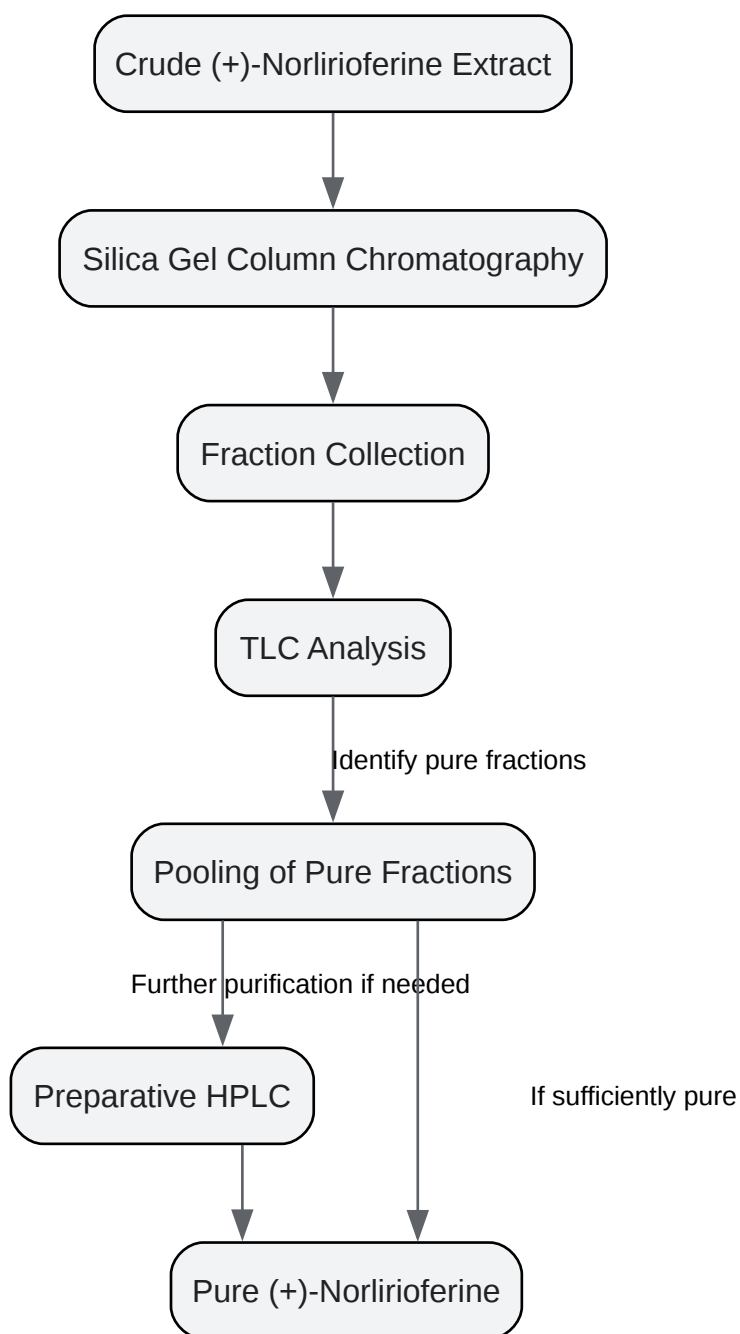 Crude (+)-Norlirioferine Extract
Silica Gel Column Chromatography
Fraction Collection
TLC Analysis
Identify pure fractions
Pooling of Pure Fractions
Further purification if needed
Preparative HPLC
If sufficiently pure
Pure (+)-Norlirioferine